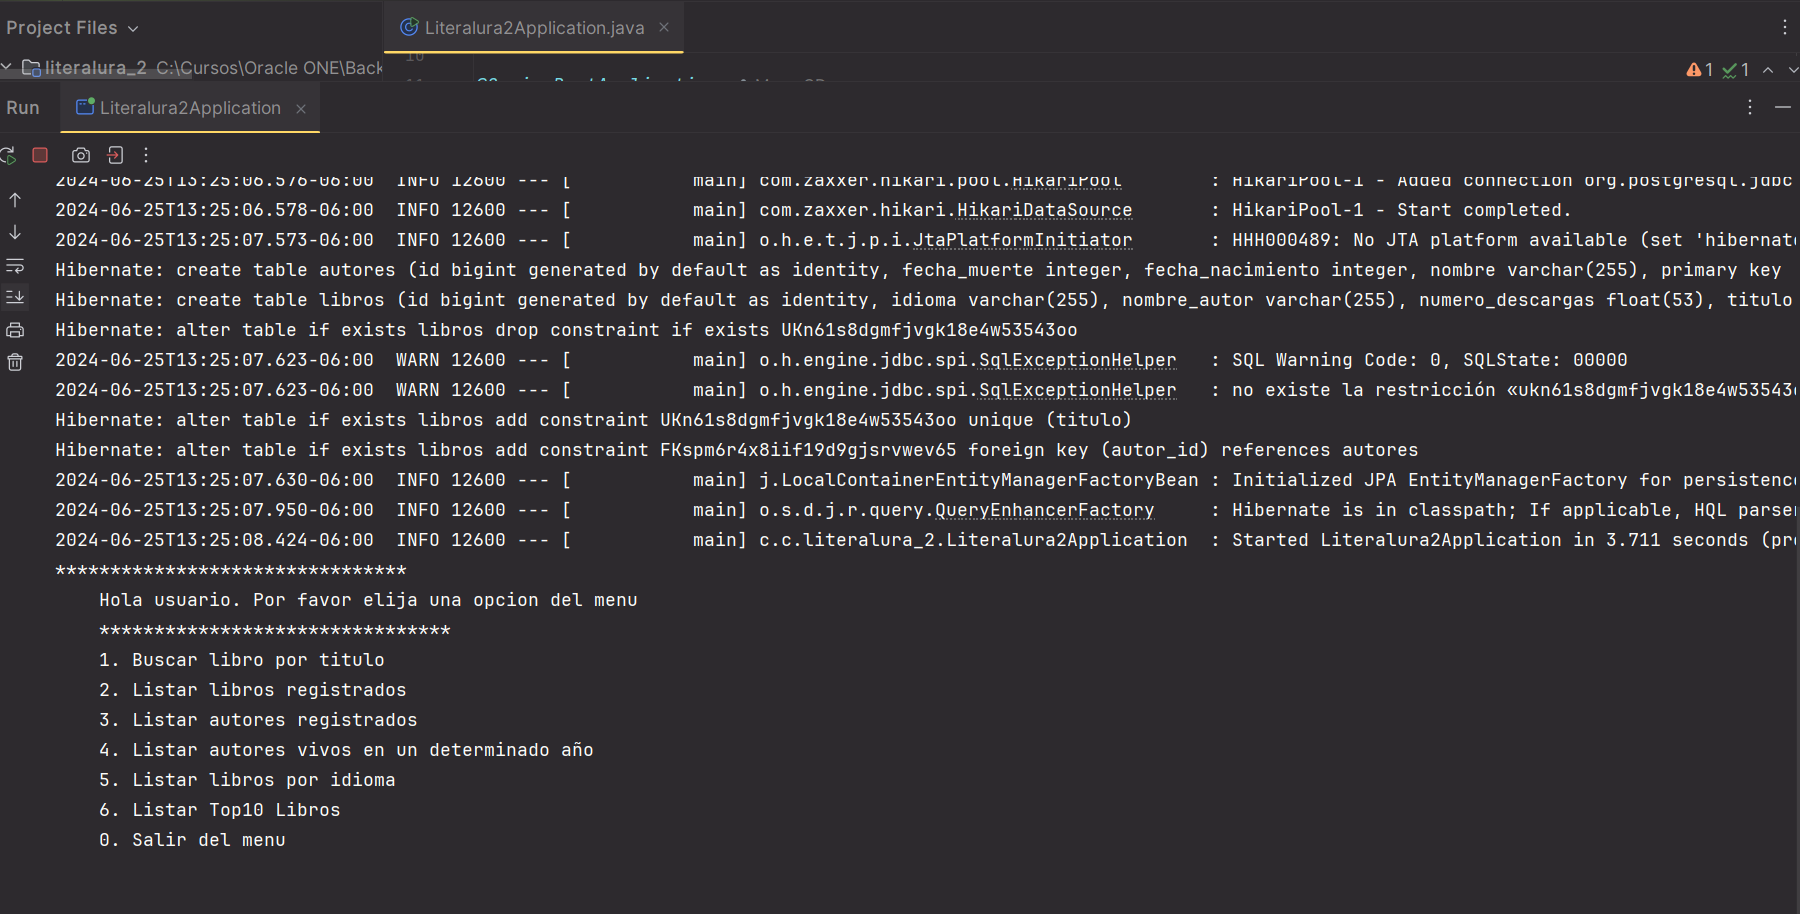 Project Files
Literalura2Application.java
literalura_2 C:\Cursos\Oracle ONE\Back
10
1 1
Run Literalura2Application
2024-06-25T13:25:06.576-06:00  INFO 12600 --- [           main] com.zaxxer.hikari.pool.HikariPool        : HikariPool-1 - Added connection org.postgresql.jdbc
2024-06-25T13:25:06.578-06:00  INFO 12600 --- [           main] com.zaxxer.hikari.HikariDataSource       : HikariPool-1 - Start completed.
2024-06-25T13:25:07.573-06:00  INFO 12600 --- [           main] o.h.e.t.j.p.i.JtaPlatformInitiator       : HHH000489: No JTA platform available (set 'hibernate
Hibernate: create table autores (id bigint generated by default as identity, fecha_muerte integer, fecha_nacimiento integer, nombre varchar(255), primary key
Hibernate: create table libros (id bigint generated by default as identity, idioma varchar(255), nombre_autor varchar(255), numero_descargas float(53), titulo
Hibernate: alter table if exists libros drop constraint if exists UKn61s8dgmfjvgk18e4w53543oo
2024-06-25T13:25:07.623-06:00  WARN 12600 --- [           main] o.h.engine.jdbc.spi.SqlExceptionHelper   : SQL Warning Code: 0, SQLState: 00000
2024-06-25T13:25:07.623-06:00  WARN 12600 --- [           main] o.h.engine.jdbc.spi.SqlExceptionHelper   : no existe la restricción «ukn61s8dgmfjvgk18e4w53543o
Hibernate: alter table if exists libros add constraint UKn61s8dgmfjvgk18e4w53543oo unique (titulo)
Hibernate: alter table if exists libros add constraint FKspm6r4x8iif19d9gjsrvwev65 foreign key (autor_id) references autores
2024-06-25T13:25:07.630-06:00  INFO 12600 --- [           main] j.LocalContainerEntityManagerFactoryBean : Initialized JPA EntityManagerFactory for persistence
2024-06-25T13:25:07.950-06:00  INFO 12600 --- [           main] o.s.d.j.r.query.QueryEnhancerFactory     : Hibernate is in classpath; If applicable, HQL parser
2024-06-25T13:25:08.424-06:00  INFO 12600 --- [           main] c.c.literalura_2.Literalura2Application  : Started Literalura2Application in 3.711 seconds (pro
********************************
Hola usuario. Por favor elija una opcion del menu
********************************
1. Buscar libro por titulo
2. Listar libros registrados
3. Listar autores registrados
4. Listar autores vivos en un determinado año
5. Listar libros por idioma
6. Listar Top10 Libros
0. Salir del menu